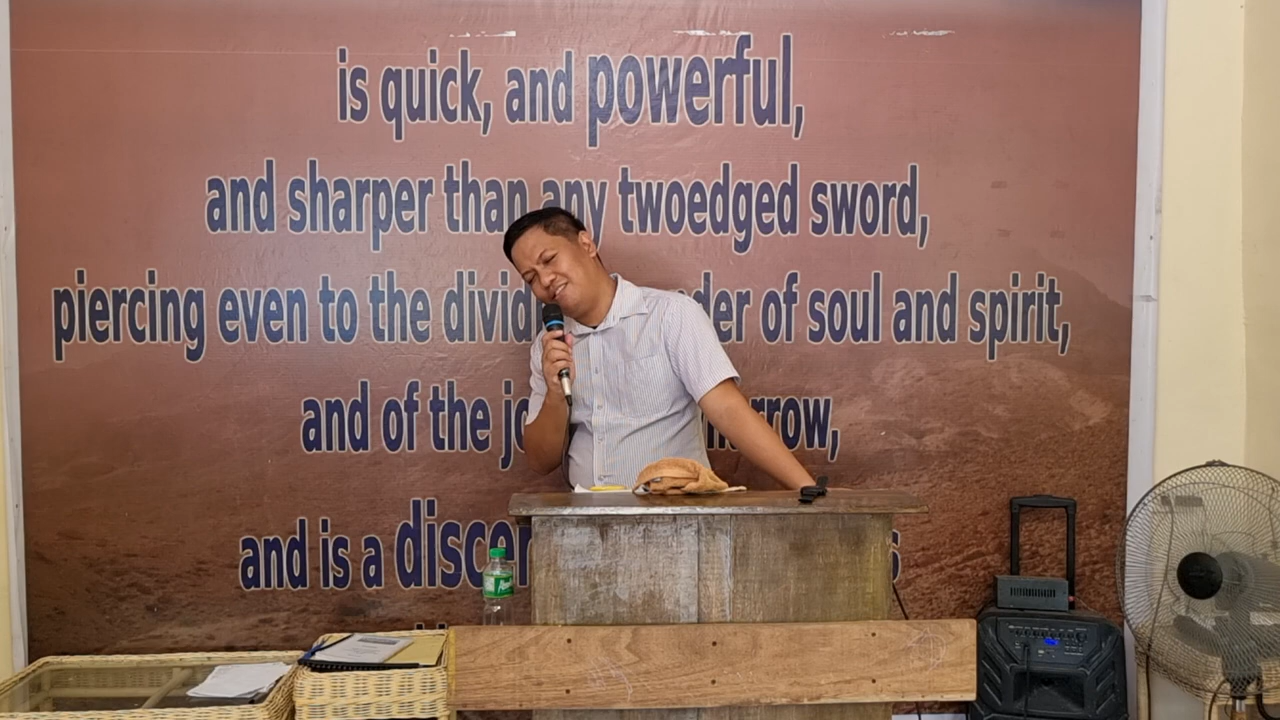 is quick, and powerful,
and sharper than any twoedged sword,
piercing even to the divid der of soul and spirit,
and of the jo rrow,
and is a discer s